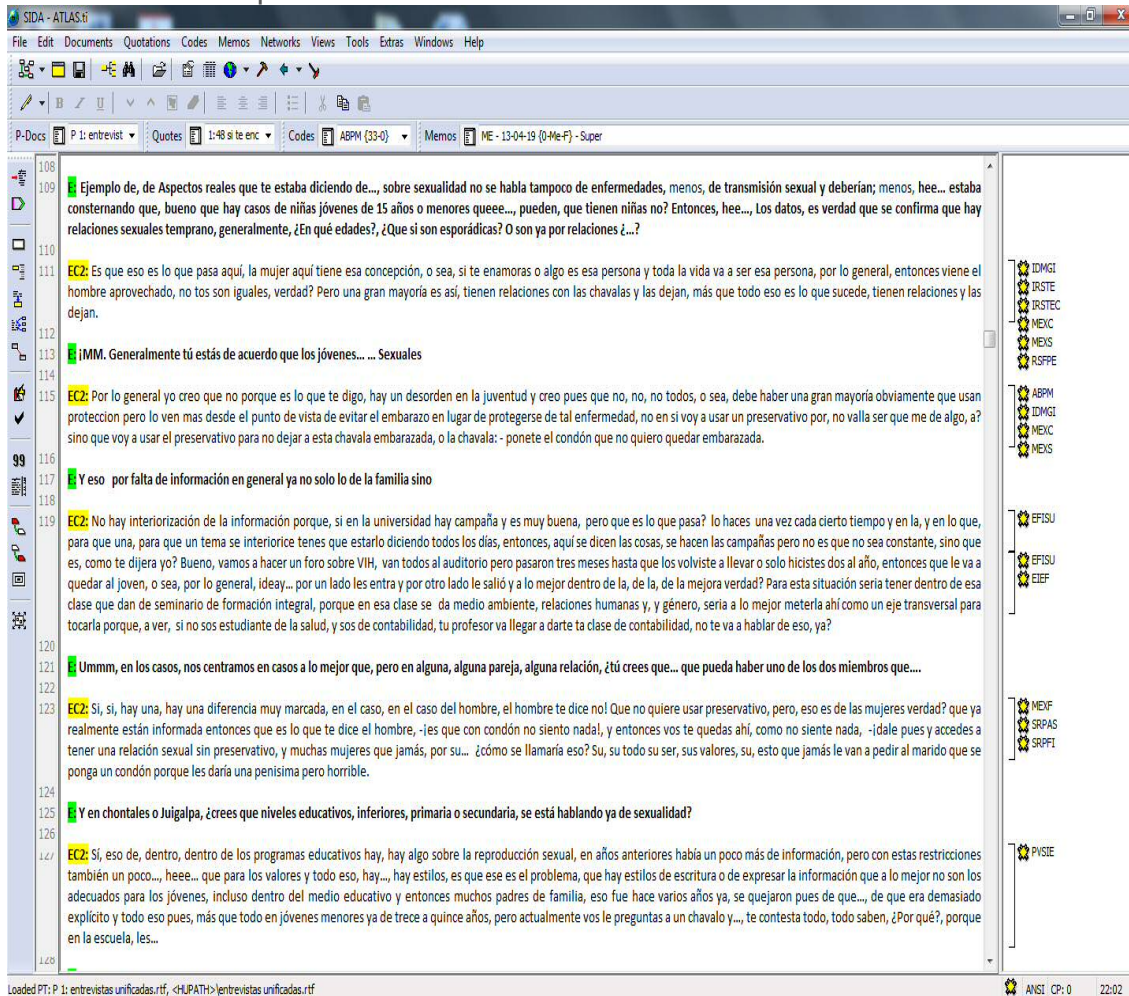 SIDA - ATLAS.ti
File Edit Documents Quotations Codes Memos Networks Views Tools Extras Windows Help
B I U
P-Docs P 1: entrevist Quotes 1:48 si te enc Codes ABPM {33-0} Memos ME - 13-04-19 {0-Me-F} - Super
108
109 E: Ejemplo de, de Aspectos reales que te estaba diciendo de..., sobre sexualidad no se habla tampoco de enfermedades, menos, de transmisión sexual y deberían; menos, hee... estaba
consternando que, bueno que hay casos de niñas jóvenes de 15 años o menores queee..., pueden, que tienen niñas no? Entonces, hee..., Los datos, es verdad que se confirma que hay
relaciones sexuales temprano, generalmente, ¿En qué edades?, ¿Que si son esporádicas? O son ya por relaciones ¿...?
110
111 EC2: Es que eso es lo que pasa aquí, la mujer aquí tiene esa concepción, o sea, si te enamoras o algo es esa persona y toda la vida va a ser esa persona, por lo general, entonces viene el
hombre aprovechado, no tos son iguales, verdad? Pero una gran mayoría es así, tienen relaciones con las chavalas y las dejan, más que todo eso es lo que sucede, tienen relaciones y las
dejan.
IDMGI
IRSTE
IRSTEC
MEXC
MEXS
RSFPE
112
113 E: ¡MM. Generalmente tú estás de acuerdo que los jóvenes... ... Sexuales
114
115 EC2: Por lo general yo creo que no porque es lo que te digo, hay un desorden en la juventud y creo pues que no, no, no todos, o sea, debe haber una gran mayoría obviamente que usan
proteccion pero lo ven mas desde el punto de vista de evitar el embarazo en lugar de protegerse de tal enfermedad, no en si voy a usar un preservativo por, no valla ser que me de algo, a?
sino que voy a usar el preservativo para no dejar a esta chavala embarazada, o la chavala: - ponete el condón que no quiero quedar embarazada.
ABPM
IDMGI
MEXC
MEXS
116
117 E: Y eso por falta de información en general ya no solo lo de la familia sino
118
119 EC2: No hay interiorización de la información porque, si en la universidad hay campaña y es muy buena, pero que es lo que pasa? lo haces una vez cada cierto tiempo y en la, y en lo que,
para que una, para que un tema se interiorice tenes que estarlo diciendo todos los días, entonces, aquí se dicen las cosas, se hacen las campañas pero no es que no sea constante, sino que
es, como te dijera yo? Bueno, vamos a hacer un foro sobre VIH, van todos al auditorio pero pasaron tres meses hasta que los volviste a llevar o solo hicistes dos al año, entonces que le va a
quedar al joven, o sea, por lo general, ideay... por un lado les entra y por otro lado le salió y a lo mejor dentro de la, de la, de la mejora verdad? Para esta situación seria tener dentro de esa
clase que dan de seminario de formación integral, porque en esa clase se da medio ambiente, relaciones humanas y, y género, seria a lo mejor meterla ahí como un eje transversal para
tocarla porque, a ver, si no sos estudiante de la salud, y sos de contabilidad, tu profesor va llegar a darte ta clase de contabilidad, no te va a hablar de eso, ya?
EFISU
EFISU
EIEF
120
121 E: Ummm, en los casos, nos centramos en casos a lo mejor que, pero en alguna, alguna pareja, alguna relación, ¿tú crees que... que pueda haber uno de los dos miembros que....
122
123 EC2: Si, si, hay una, hay una diferencia muy marcada, en el caso, en el caso del hombre, el hombre te dice no! Que no quiere usar preservativo, pero, eso es de las mujeres verdad? que ya
realmente están informada entonces que es lo que te dice el hombre, -¡es que con condón no siento nada!, y entonces vos te quedas ahí, como no siente nada, -¡dale pues y accedes a
tener una relación sexual sin preservativo, y muchas mujeres que jamás, por su... ¿cómo se llamaría eso? Su, su todo su ser, sus valores, su, esto que jamás le van a pedir al marido que se
ponga un condón porque les daría una penisima pero horrible.
MEXF
SRPAS
SRPFI
124
125 E: Y en chontales o Juigalpa, ¿crees que niveles educativos, inferiores, primaria o secundaria, se está hablando ya de sexualidad?
126
127 EC2: Sí, eso de, dentro, dentro de los programas educativos hay, hay algo sobre la reproducción sexual, en años anteriores había un poco más de información, pero con estas restricciones
también un poco..., heee... que para los valores y todo eso, hay..., hay estilos, es que ese es el problema, que hay estilos de escritura o de expresar la información que a lo mejor no son los
adecuados para los jóvenes, incluso dentro del medio educativo y entonces muchos padres de familia, eso fue hace varios años ya, se quejaron pues de que..., de que era demasiado
explícito y todo eso pues, más que todo en jóvenes menores ya de trece a quince años, pero actualmente vos le preguntas a un chavalo y..., te contesta todo, todo saben, ¿Por qué?, porque
en la escuela, les...
PVSIE
128
Loaded PT: P 1: entrevistas unificadas.rtf, <HUPATH>\entrevistas unificadas.rtf ANSI CP: 0 22:02